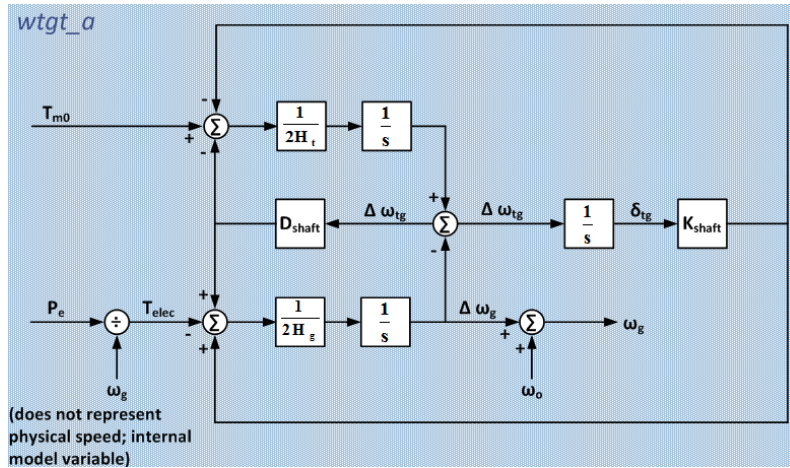 wtgt_a
-
T_m0
+
-
Σ
1
2H_t
1
s
+
D_shaft
Δ ω_tg
Σ
Δ ω_tg
1
s
δ_tg
K_shaft
-
P_e
÷
T_elec
+
-
+
Σ
1
2H_g
1
s
Δ ω_g
+
+
Σ
ω_g
ω_g
ω_o
(does not represent
physical speed; internal
model variable)